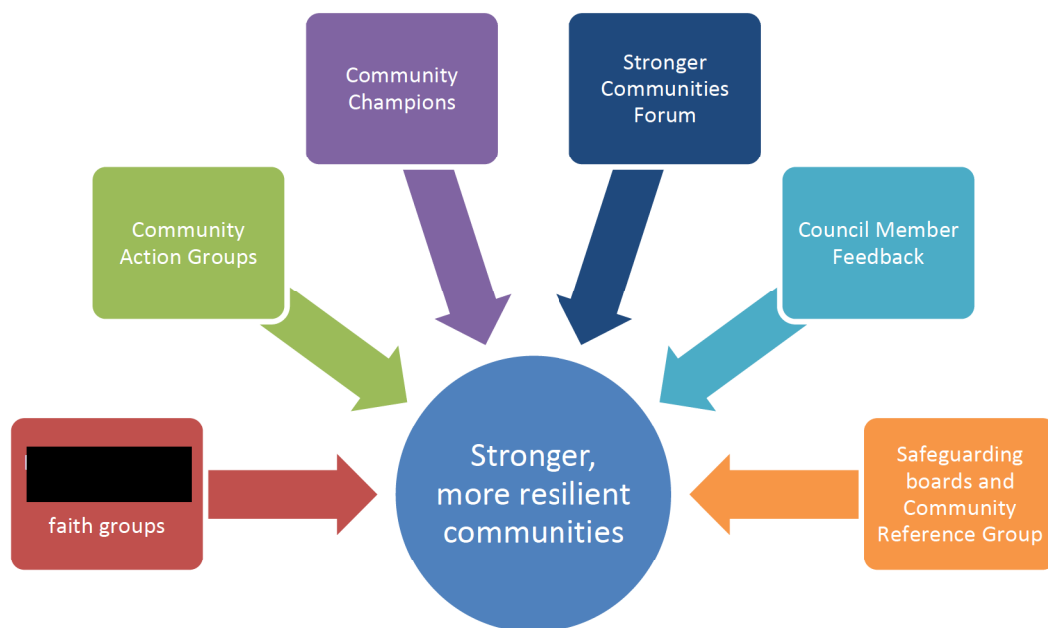 Community
Champions
Stronger
Communities
Forum
Community
Action Groups
Council Member
Feedback
faith groups
Stronger,
more resilient
communities
Safeguarding
boards and
Community
Reference Group